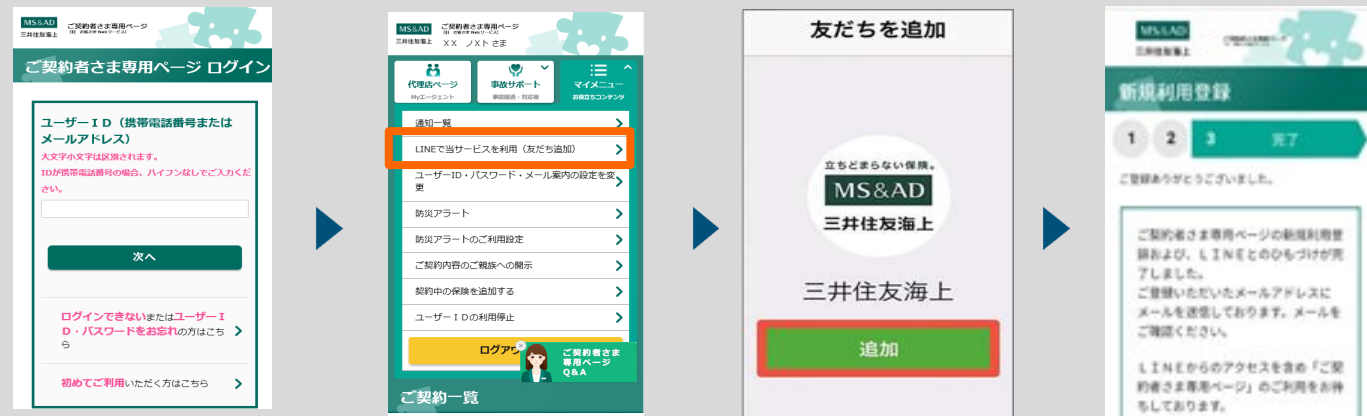 MS&AD
三井住友海上
ご契約者さま専用ページ
ご契約者さま専用ページ ログイン
ユーザーＩＤ（携帯電話番号または
メールアドレス）
大文字小文字は区別されます。
IDが携帯電話番号の場合、ハイフンなしでご入力くだ
さい。
次へ
ログインできないまたはユーザーＩ
Ｄ・パスワードをお忘れの方はこち
ら
初めてご利用いただく方はこちら
MS&AD
三井住友海上
ご契約者さま専用ページ
代理店ページ
Myエージェント
事故サポート
事故経過・対応等
マイメニュー
お役立ちコンテンツ
通知一覧
LINEで当サービスを利用（友だち追加）
ユーザーID・パスワード・メール案内の設定を変
更
防災アラート
防災アラートのご利用設定
ご契約内容のご親族への開示
契約中の保険を追加する
ユーザーＩＤの利用停止
ログアウ
ご契約者さま
専用ページ
Q&A
ご契約一覧
友だちを追加
立ちどまらない保険。
MS&AD
三井住友海上
三井住友海上
追加
MS&AD
三井住友海上
新規利用登録
1 2 3 完了
ご登録ありがとうございました。
ご契約者さま専用ページの新規利用登
録および、ＬＩＮＥとのひもづけが完
了しました。
ご登録いただいたメールアドレスに
メールを送信しております。メールを
ご確認ください。
ＬＩＮＥからのアクセスを含め「ご契
約者さま専用ページ」のご利用をお待
ちしております。